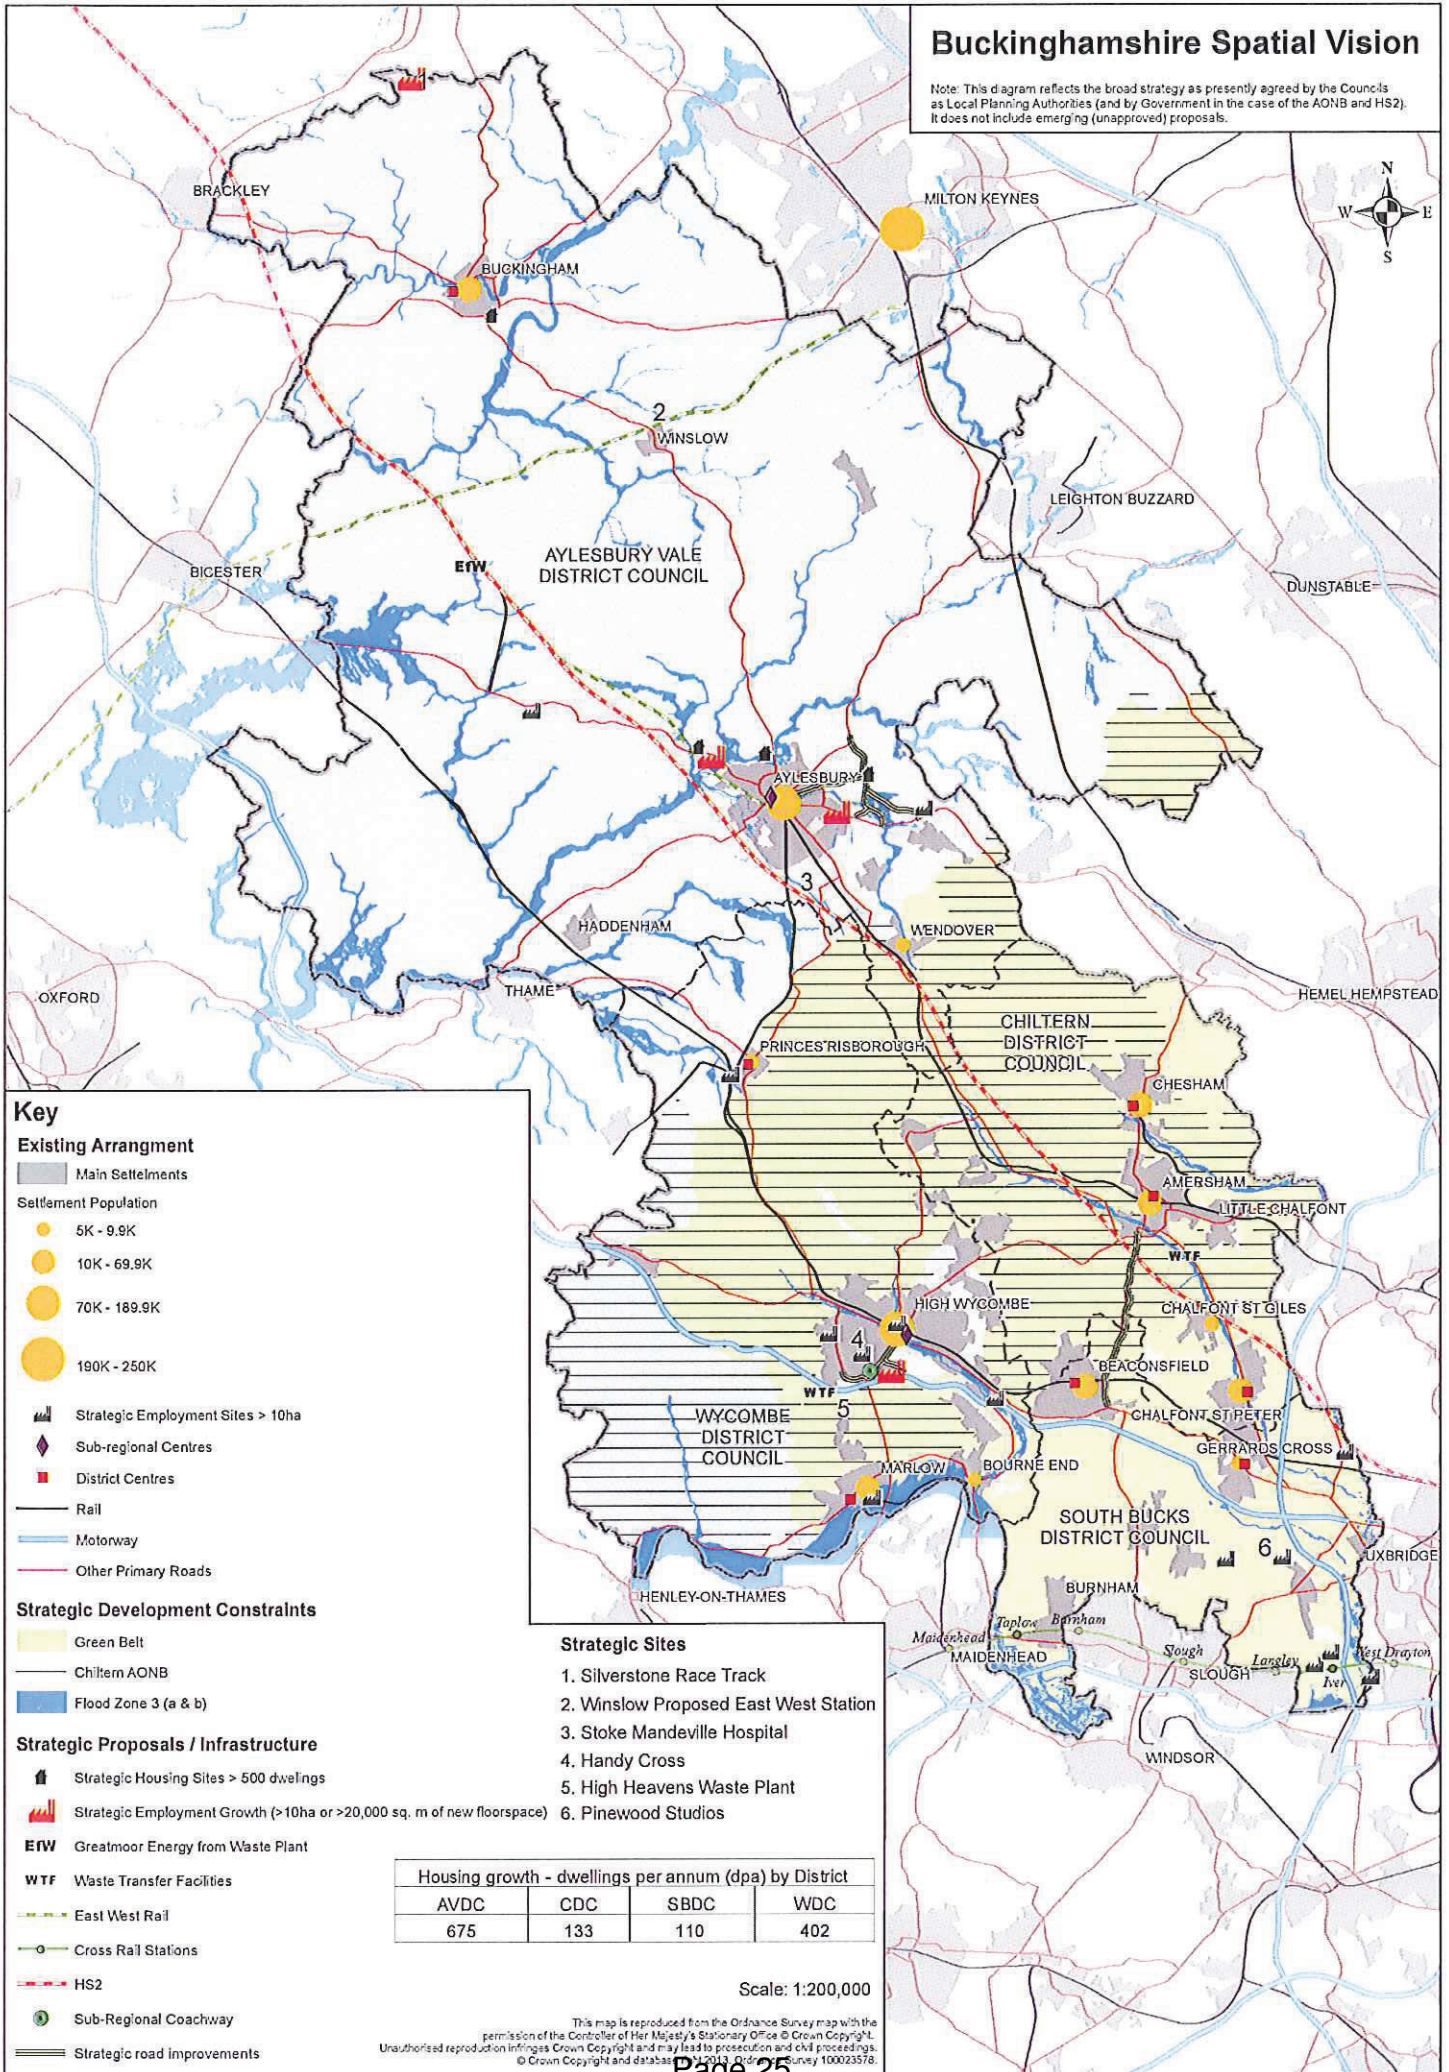 Buckinghamshire Spatial Vision
Note: This diagram reflects the broad strategy as presently agreed by the Councils
as Local Planning Authorities (and by Government in the case of the AONB and HS2).
It does not include emerging (unapproved) proposals.
N
W E
S
BRACKLEY
MILTON KEYNES
BUCKINGHAM
2
WINSLOW
LEIGHTON BUZZARD
AYLESBURY VALE
DISTRICT COUNCIL
EfW
BICESTER
DUNSTABLE
AYLESBURY
3
HADDENHAM
WENDOVER
THAME
OXFORD
HEMEL HEMPSTEAD
CHILTERN
DISTRICT
COUNCIL
PRINCES RISBOROUGH
CHESHAM
AMERSHAM
LITTLE CHALFONT
WTF
HIGH WYCOMBE
CHALFONT ST GILES
4
BEACONSFIELD
WTF
5
CHALFONT ST PETER
WYCOMBE
DISTRICT
COUNCIL
GERRARDS CROSS
MARLOW
BOURNE END
SOUTH BUCKS
DISTRICT COUNCIL
6
UXBRIDGE
HENLEY-ON-THAMES
BURNHAM
Taplow
Burnham
Maidenhead
MAIDENHEAD
Slough
SLOUGH
Langley
Iver
West Drayton
WINDSOR
Key
Existing Arrangment
Main Settelments
Settlement Population
5K - 9.9K
10K - 69.9K
70K - 189.9K
190K - 250K
Strategic Employment Sites > 10ha
Sub-regional Centres
District Centres
Rail
Motorway
Other Primary Roads
Strategic Development Constraints
Green Belt
Chiltern AONB
Flood Zone 3 (a & b)
Strategic Proposals / Infrastructure
Strategic Housing Sites > 500 dwelings
Strategic Employment Growth (>10ha or >20,000 sq. m of new floorspace)
EfW Greatmoor Energy from Waste Plant
WTF Waste Transfer Facilities
East West Rail
Cross Rail Stations
HS2
Sub-Regional Coachway
Strategic road improvements
Strategic Sites
1. Silverstone Race Track
2. Winslow Proposed East West Station
3. Stoke Mandeville Hospital
4. Handy Cross
5. High Heavens Waste Plant
6. Pinewood Studios
Housing growth - dwellings per annum (dpa) by District
AVDC CDC SBDC WDC
675 133 110 402
Scale: 1:200,000
This map is reproduced from the Ordnance Survey map with the
permission of the Controller of Her Majesty's Stationary Office © Crown Copyright.
Unauthorised reproduction infringes Crown Copyright and may lead to prosecution and civil proceedings.
© Crown Copyright and database 2013. Ordnance Survey 100023578.
Page 25